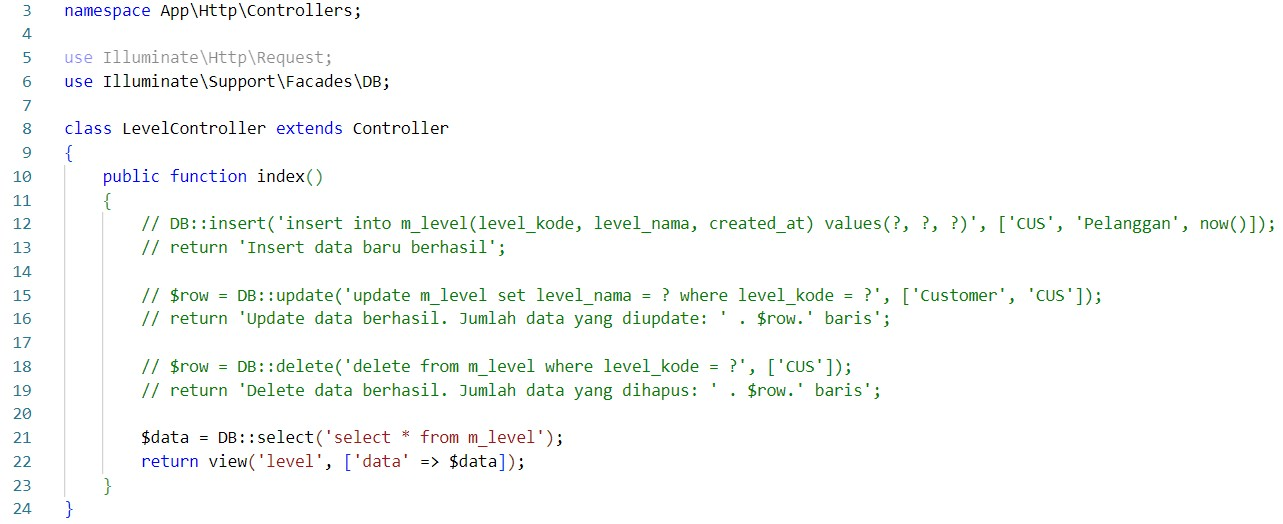 3 namespace App\Http\Controllers;
4
5 use Illuminate\Http\Request;
6 use Illuminate\Support\Facades\DB;
7
8 class LevelController extends Controller
9 {
10     public function index()
11     {
12         // DB::insert('insert into m_level(level_kode, level_nama, created_at) values(?, ?, ?)', ['CUS', 'Pelanggan', now()]);
13         // return 'Insert data baru berhasil';
14
15         // $row = DB::update('update m_level set level_nama = ? where level_kode = ?', ['Customer', 'CUS']);
16         // return 'Update data berhasil. Jumlah data yang diupdate: ' . $row.' baris';
17
18         // $row = DB::delete('delete from m_level where level_kode = ?', ['CUS']);
19         // return 'Delete data berhasil. Jumlah data yang dihapus: ' . $row.' baris';
20
21         $data = DB::select('select * from m_level');
22         return view('level', ['data' => $data]);
23     }
24 }